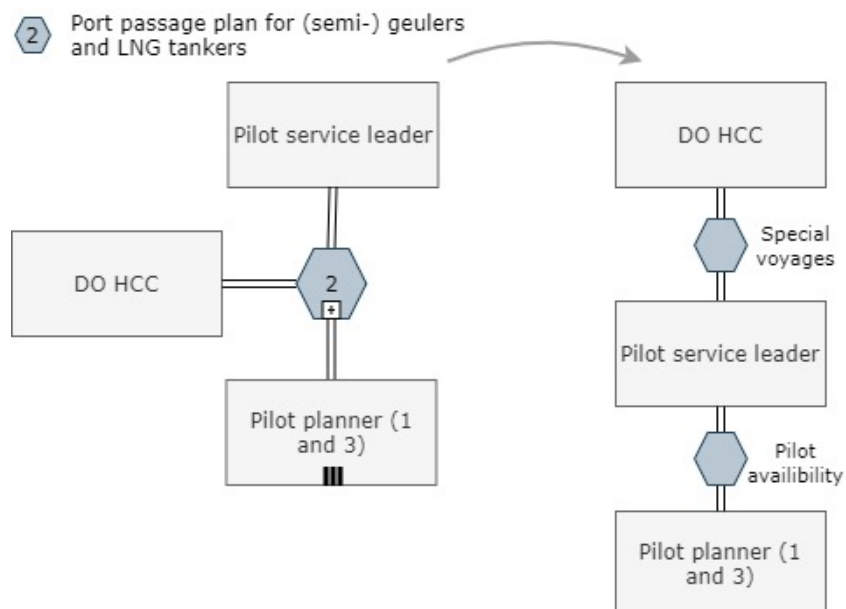 2
Port passage plan for (semi-) geulers
and LNG tankers
Pilot service leader
DO HCC
2
+
Pilot planner (1
and 3)
DO HCC
Special
voyages
Pilot service leader
Pilot
availibility
Pilot planner (1
and 3)